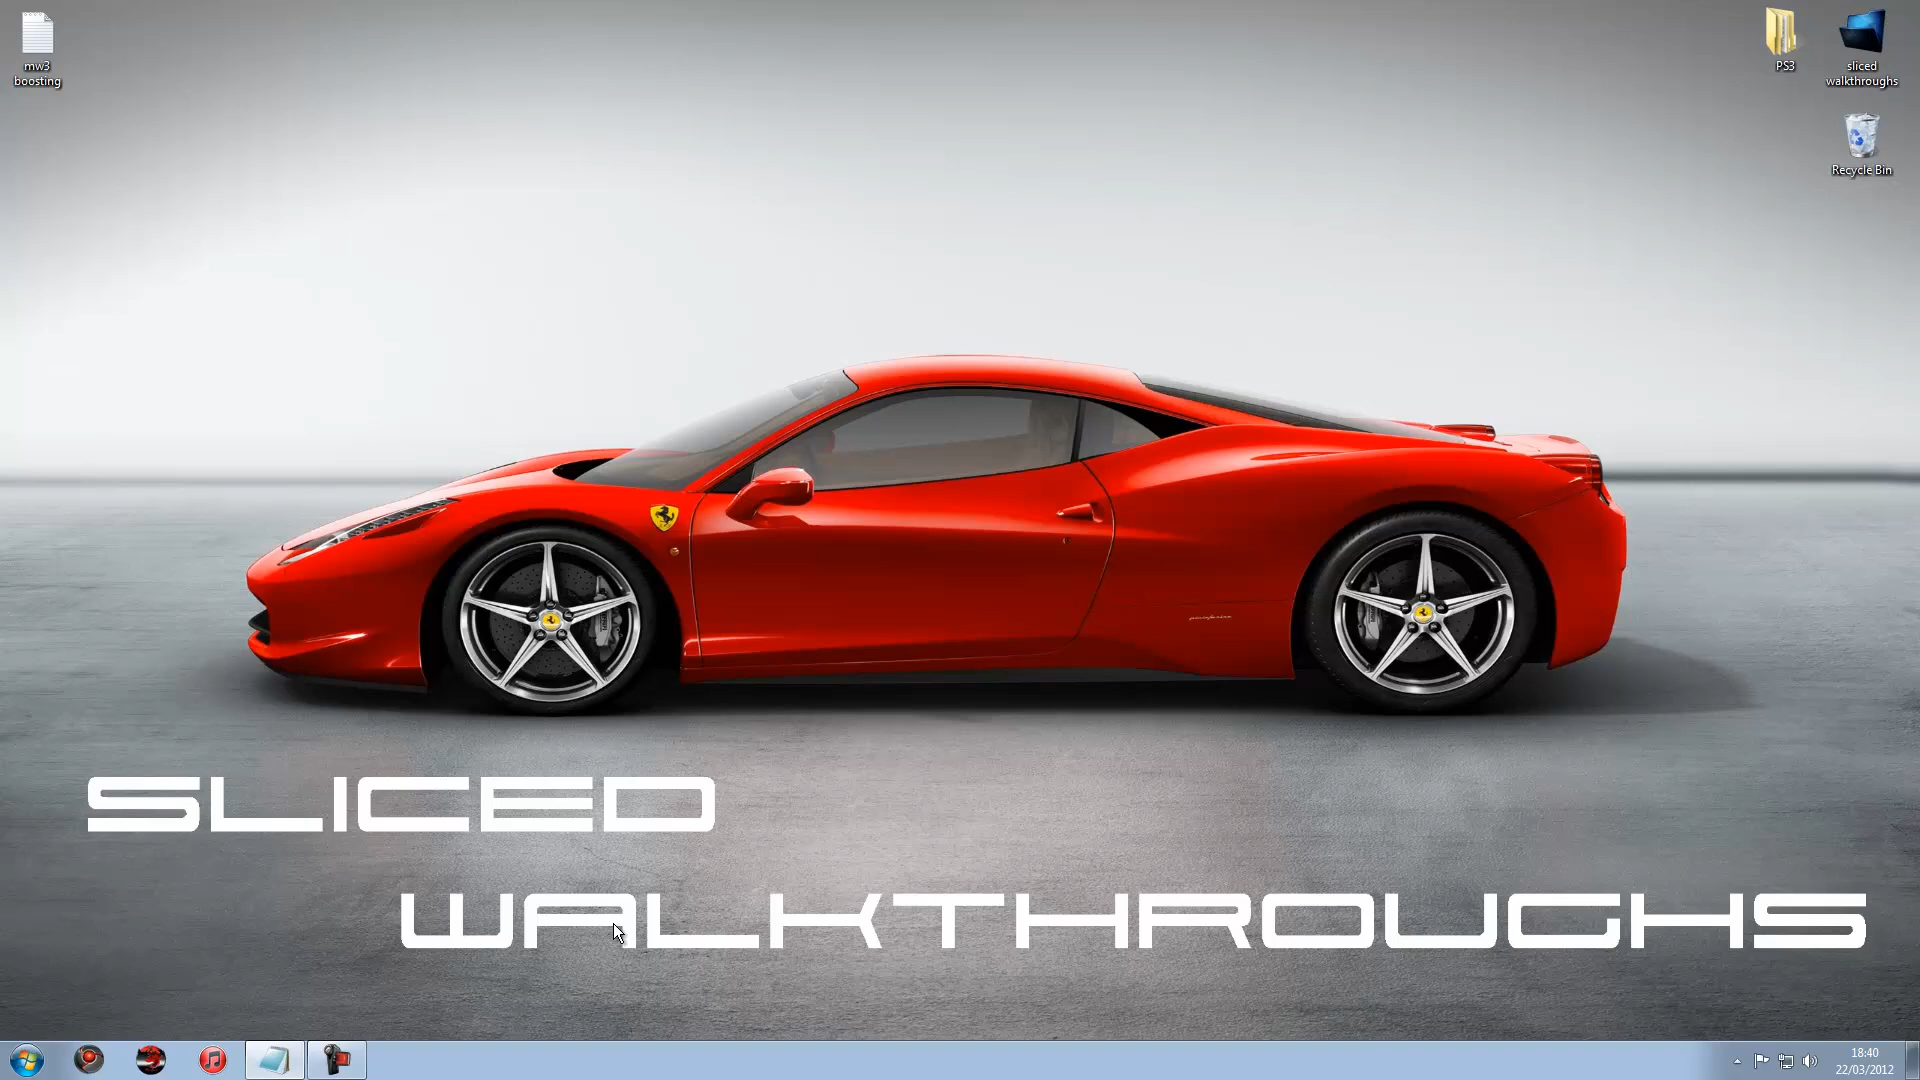 mw3
boosting
PS3
sliced
walkthroughs
Recycle Bin
SLICED
WALKTHROUGHS
18:40
22/03/2012